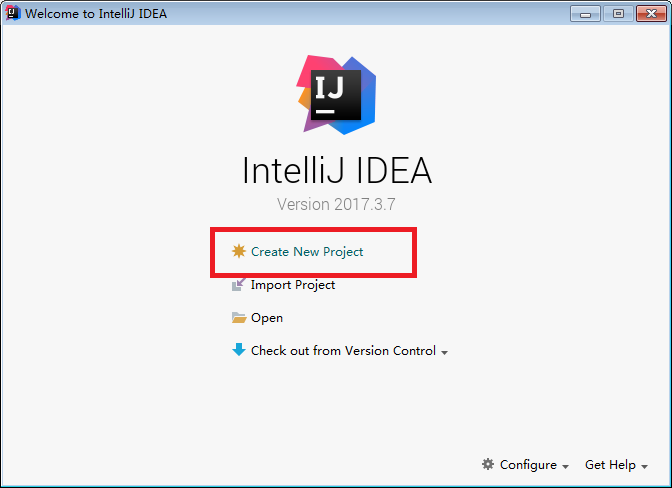 Welcome to IntelliJ IDEA
IJ
IntelliJ IDEA
Version 2017.3.7
Create New Project
Import Project
Open
Check out from Version Control
Configure Get Help